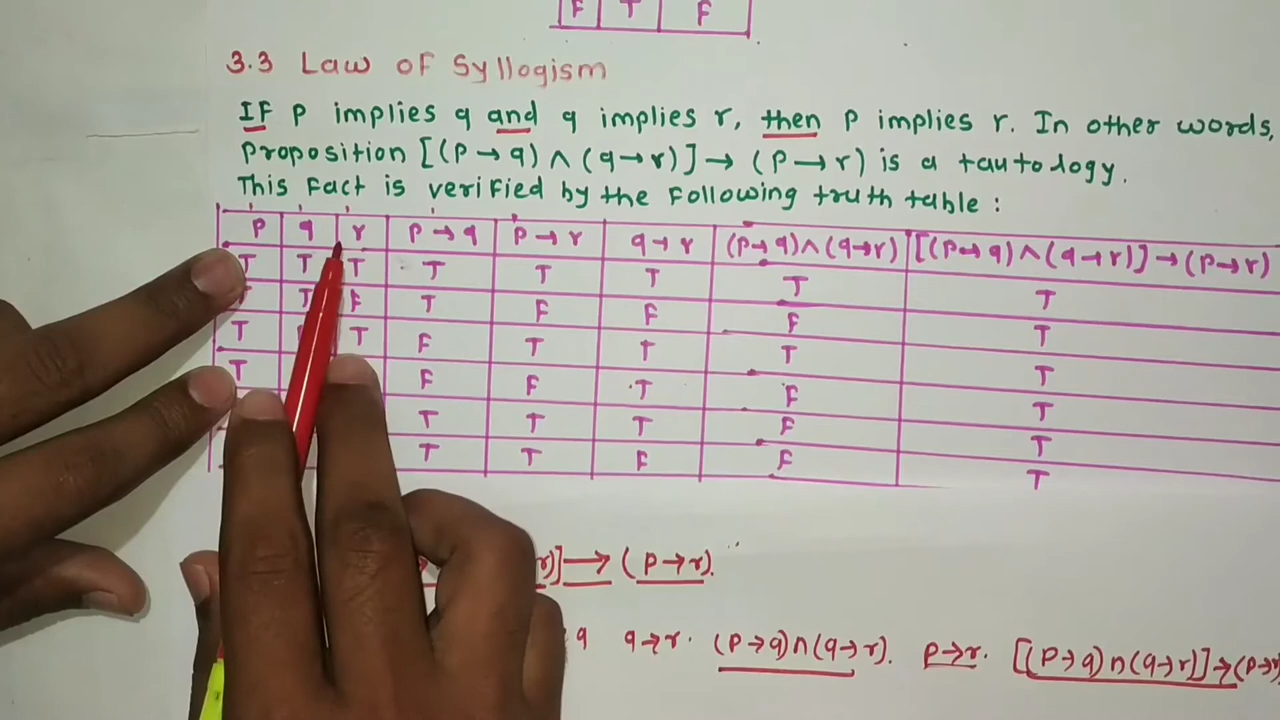 F T F
3.3 Law of Syllogism
If p implies q and q implies r, then p implies r. In other words,
Proposition [(p→q)∧(q→r)]→(p→r) is a tautology.
This fact is verified by the following truth table:
p q r p→q p→r q→r (p→q)∧(q→r) [(p→q)∧(q→r)]→(p→r)
T T T T T T T T
T F T F F F T
T T F T T T T
T F F T F T
T T T F T
T T F F T
r)]→(p→r).
q q→r. (p→q)∩(q→r). p→r. [(p→q)∩(q→r)]→(p→r